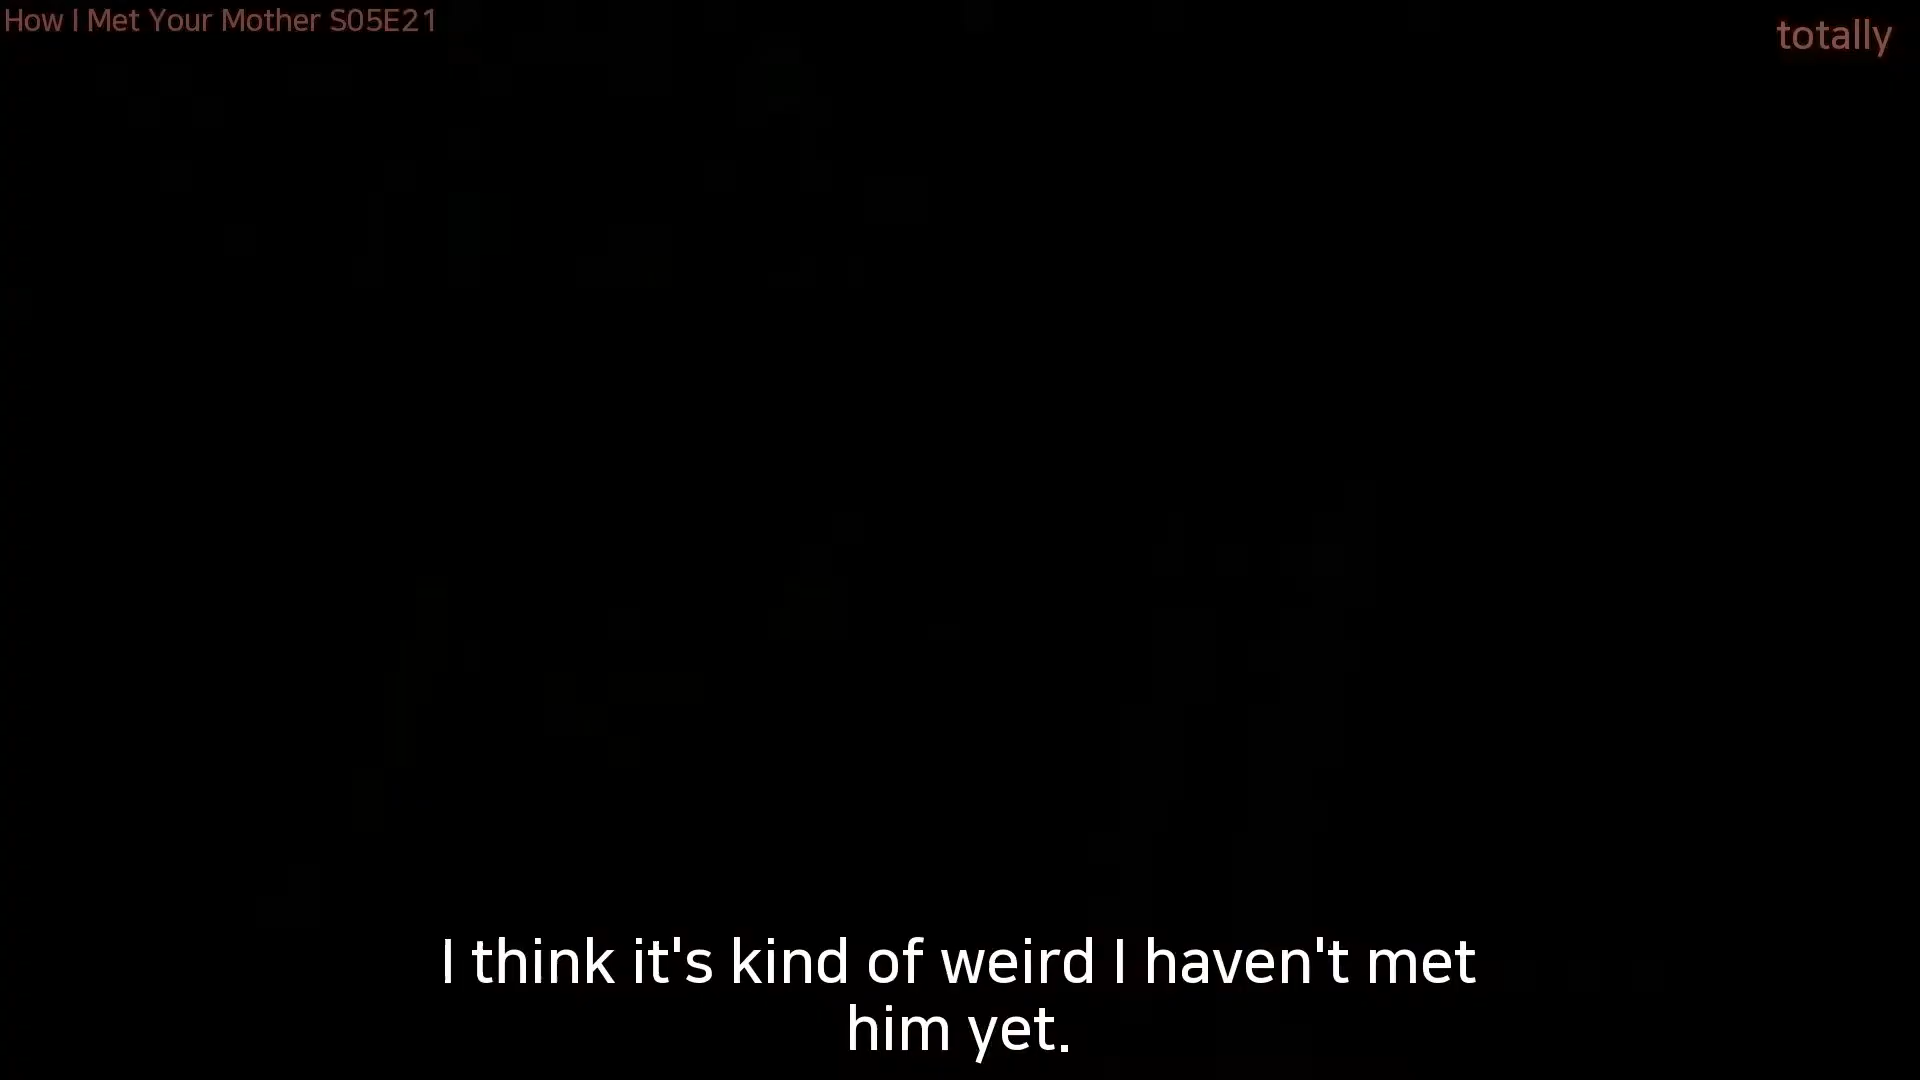 How I Met Your Mother S05E21
totally
I think it's kind of weird I haven't met
him yet.